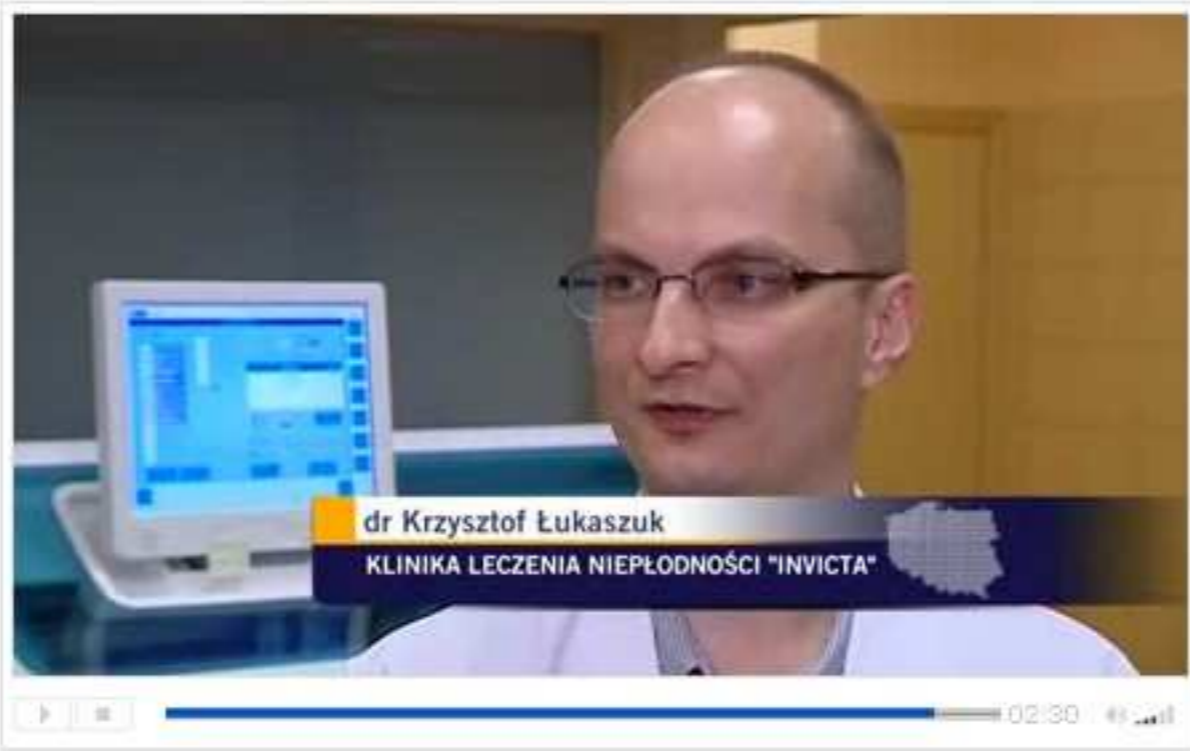 dr Krzysztof Łukaszuk
KLINIKA LECZENIA NIEPŁODNOŚCI "INVICTA"
02:30